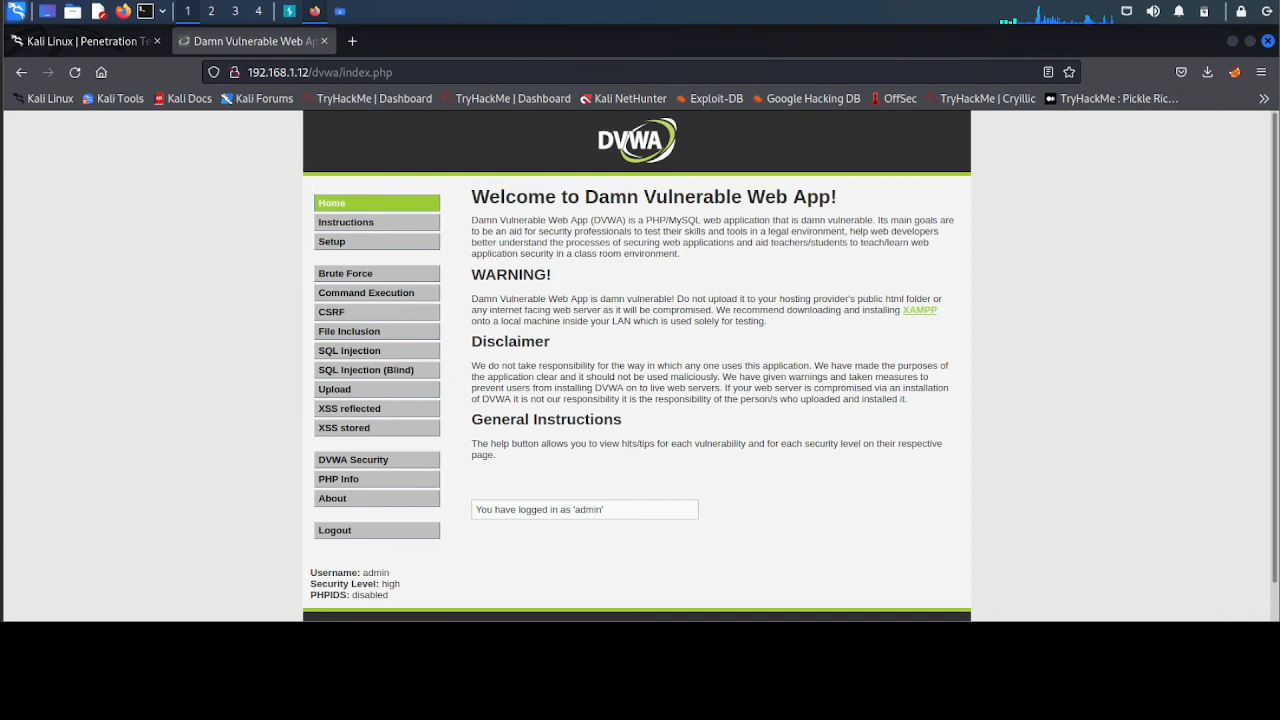 1
2
3
4
Kali Linux | Penetration Te
Damn Vulnerable Web Ap
192.168.1.12/dvwa/index.php
Kali Linux
Kali Tools
Kali Docs
Kali Forums
TryHackMe | Dashboard
TryHackMe | Dashboard
Kali NetHunter
Exploit-DB
Google Hacking DB
OffSec
TryHackMe | Cryillic
TryHackMe : Pickle Ric...
DVWA
Home
Instructions
Setup
Brute Force
Command Execution
CSRF
File Inclusion
SQL Injection
SQL Injection (Blind)
Upload
XSS reflected
XSS stored
DVWA Security
PHP Info
About
Logout
Username: admin
Security Level: high
PHPIDS: disabled
Welcome to Damn Vulnerable Web App!
Damn Vulnerable Web App (DVWA) is a PHP/MySQL web application that is damn vulnerable. Its main goals are
to be an aid for security professionals to test their skills and tools in a legal environment, help web developers
better understand the processes of securing web applications and aid teachers/students to teach/learn web
application security in a class room environment.
WARNING!
Damn Vulnerable Web App is damn vulnerable! Do not upload it to your hosting provider's public html folder or
any internet facing web server as it will be compromised. We recommend downloading and installing XAMPP
onto a local machine inside your LAN which is used solely for testing.
Disclaimer
We do not take responsibility for the way in which any one uses this application. We have made the purposes of
the application clear and it should not be used maliciously. We have given warnings and taken measures to
prevent users from installing DVWA on to live web servers. If your web server is compromised via an installation
of DVWA it is not our responsibility it is the responsibility of the person/s who uploaded and installed it.
General Instructions
The help button allows you to view hits/tips for each vulnerability and for each security level on their respective
page.
You have logged in as 'admin'